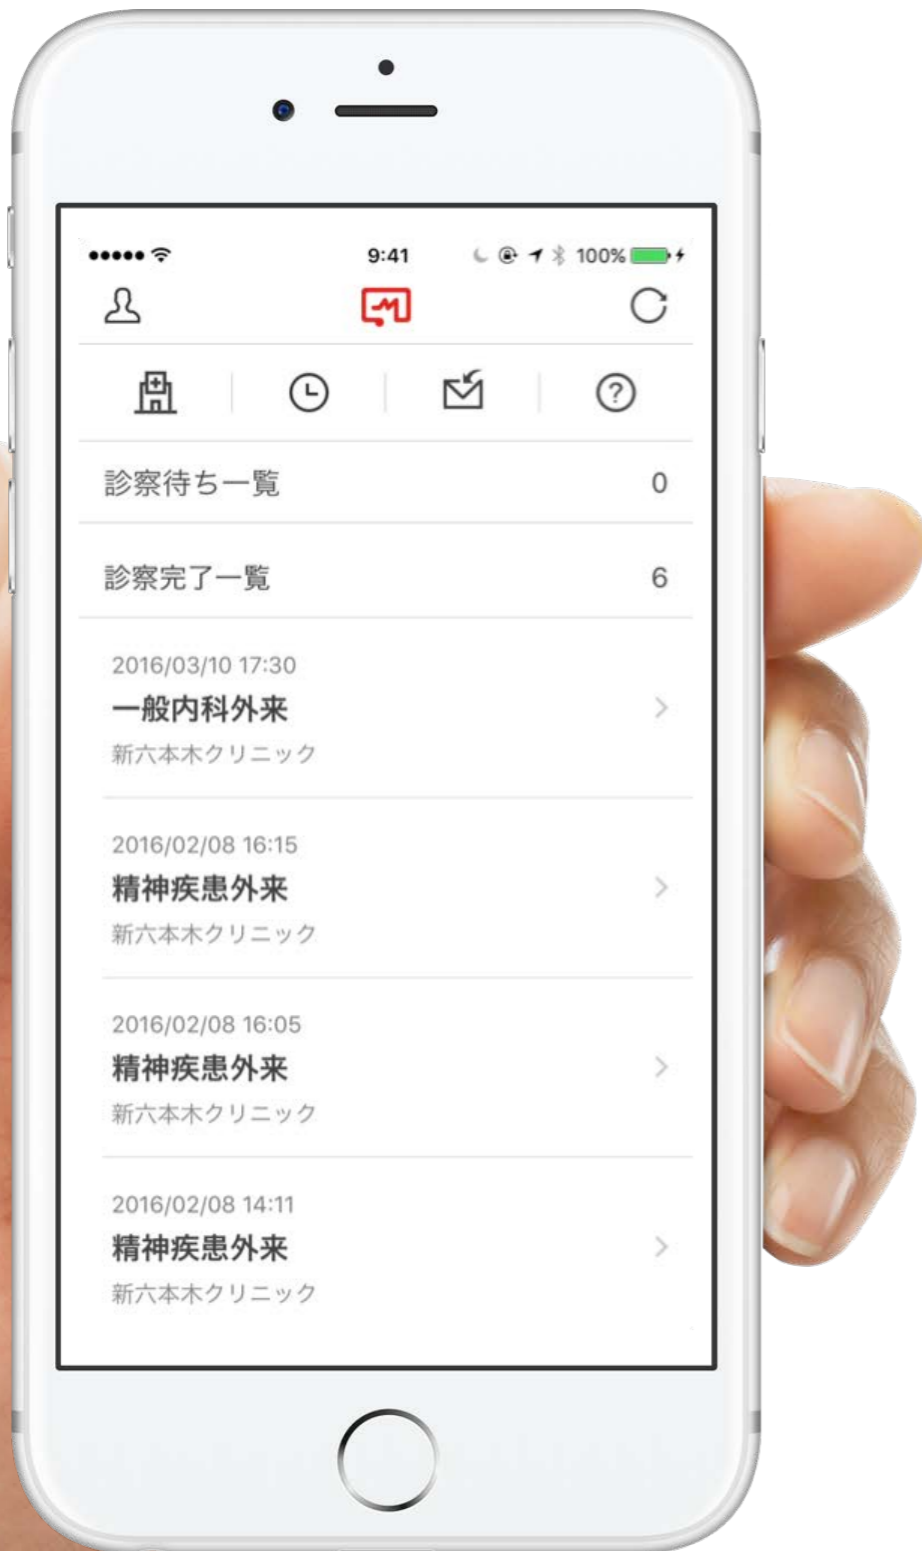 9:41 100%
診察待ち一覧 0
診察完了一覧 6
2016/03/10 17:30
一般内科外来
新六本木クリニック
2016/02/08 16:15
精神疾患外来
新六本木クリニック
2016/02/08 16:05
精神疾患外来
新六本木クリニック
2016/02/08 14:11
精神疾患外来
新六本木クリニック